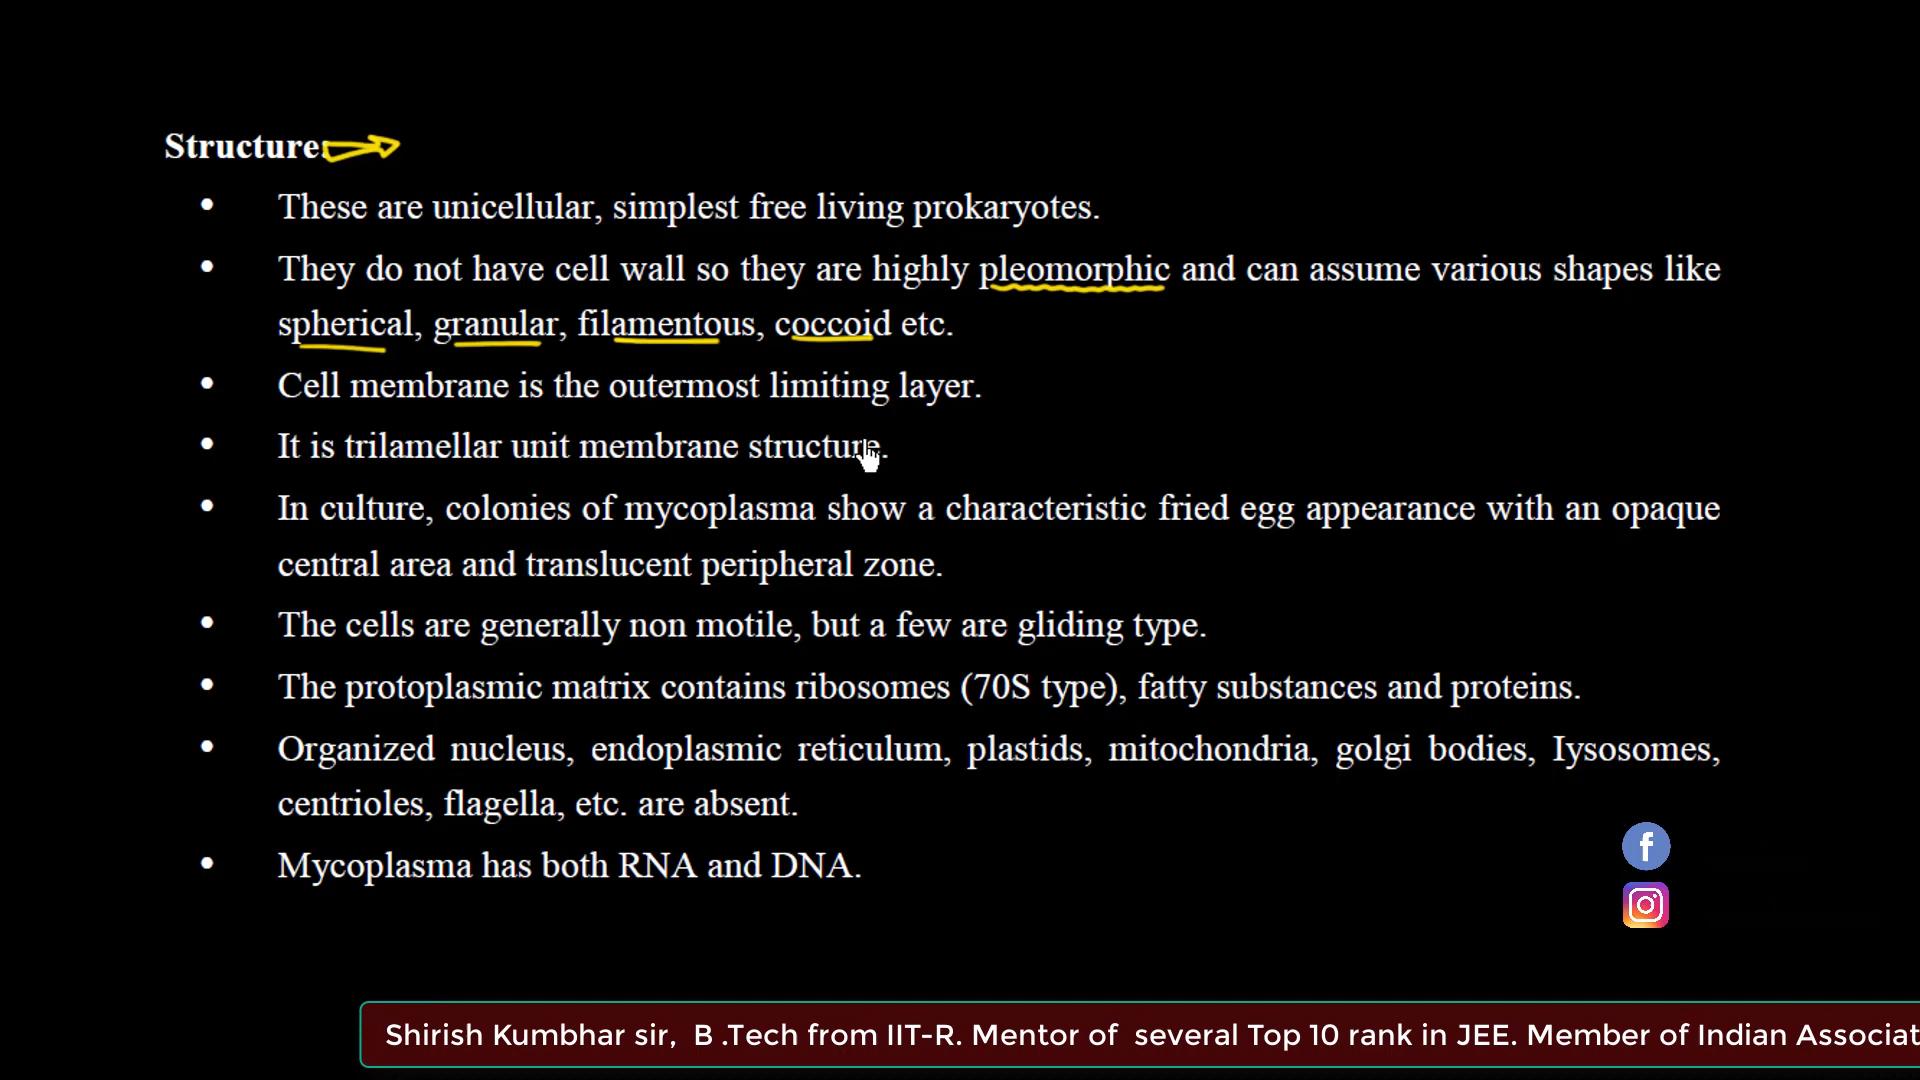 Structure:
• These are unicellular, simplest free living prokaryotes.
• They do not have cell wall so they are highly pleomorphic and can assume various shapes like
spherical, granular, filamentous, coccoid etc.
• Cell membrane is the outermost limiting layer.
• It is trilamellar unit membrane structure.
• In culture, colonies of mycoplasma show a characteristic fried egg appearance with an opaque
central area and translucent peripheral zone.
• The cells are generally non motile, but a few are gliding type.
• The protoplasmic matrix contains ribosomes (70S type), fatty substances and proteins.
• Organized nucleus, endoplasmic reticulum, plastids, mitochondria, golgi bodies, Iysosomes,
centrioles, flagella, etc. are absent.
• Mycoplasma has both RNA and DNA.
f
Shirish Kumbhar sir, B .Tech from IIT-R. Mentor of several Top 10 rank in JEE. Member of Indian Associat